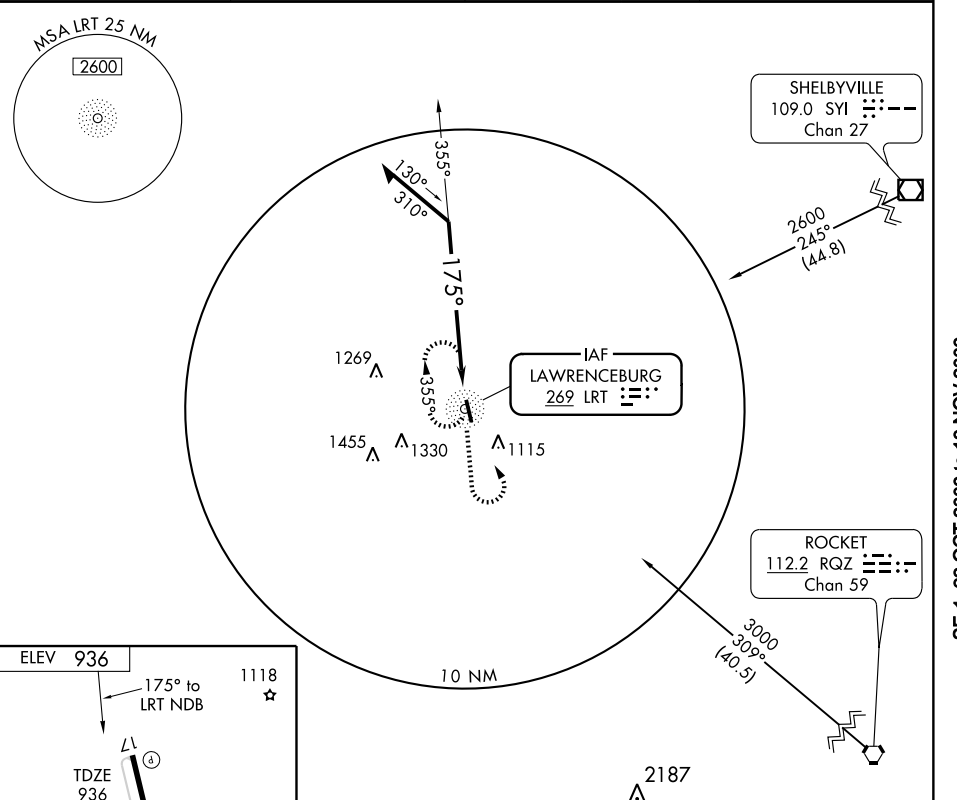 MSA LRT 25 NM
2600
SHELBYVILLE
109.0 SYI
Chan 27
355°
130°
310°
2600
245°
(44.8)
175°
IAF
LAWRENCEBURG
269 LRT
1269
355°
1455
1330
1115
ROCKET
112.2 RQZ
Chan 59
3000
309°
(40.5)
10 NM
ELEV 936
175° to
LRT NDB
1118
17
P
TDZE
936
2187